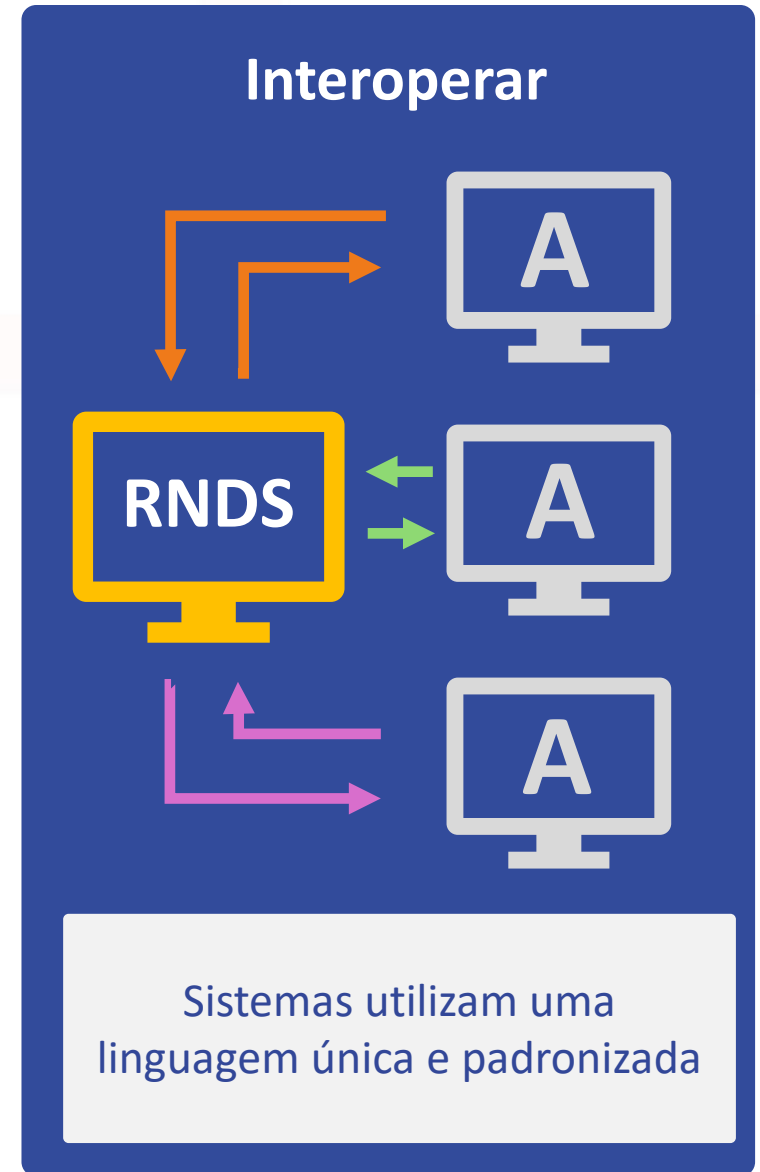 Interoperar
A
RNDS
A
A
Sistemas utilizam uma
linguagem única e padronizada